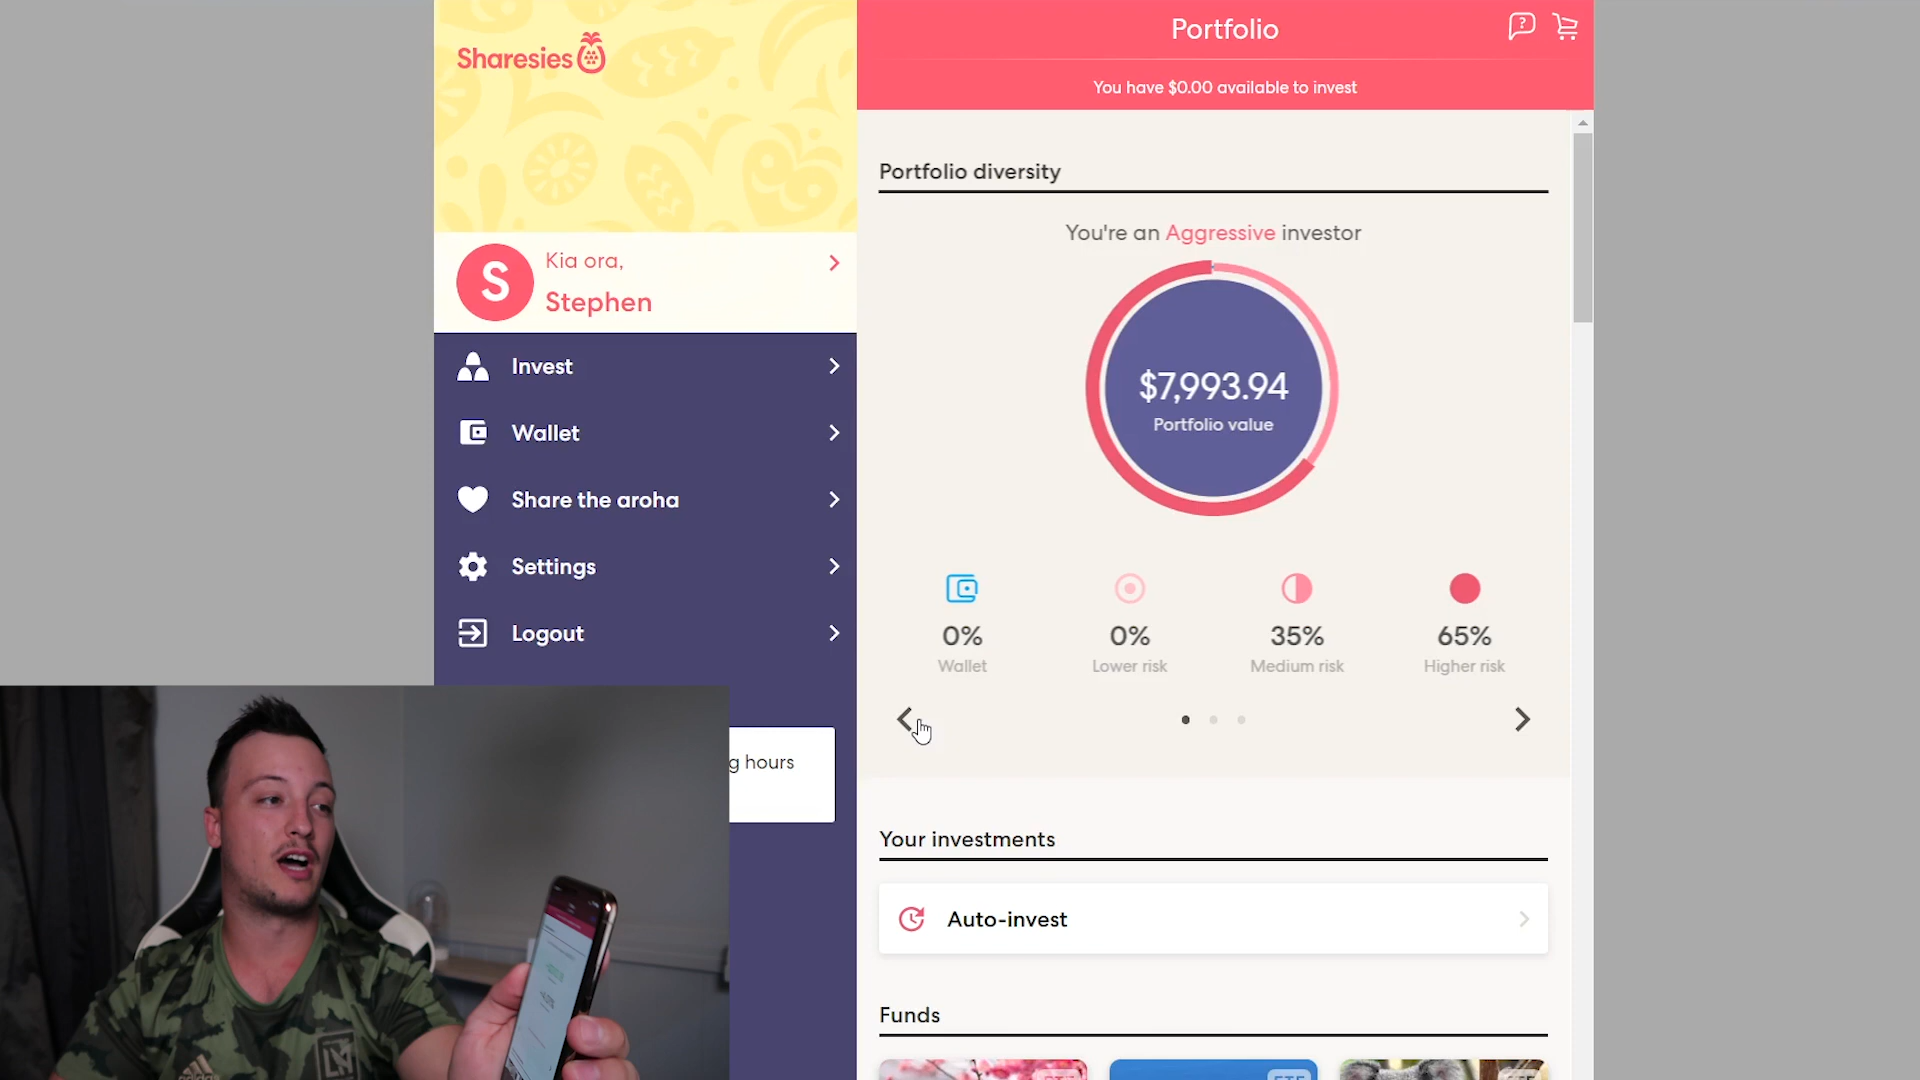 Sharesies
Kia ora,
S
Stephen
Invest
Wallet
Share the aroha
Settings
Logout
g hours
Portfolio
?
You have $0.00 available to invest
Portfolio diversity
You're an Aggressive investor
$7,993.94
Portfolio value
0%
Wallet
0%
Lower risk
35%
Medium risk
65%
Higher risk
Your investments
Auto-invest
Funds
adidas